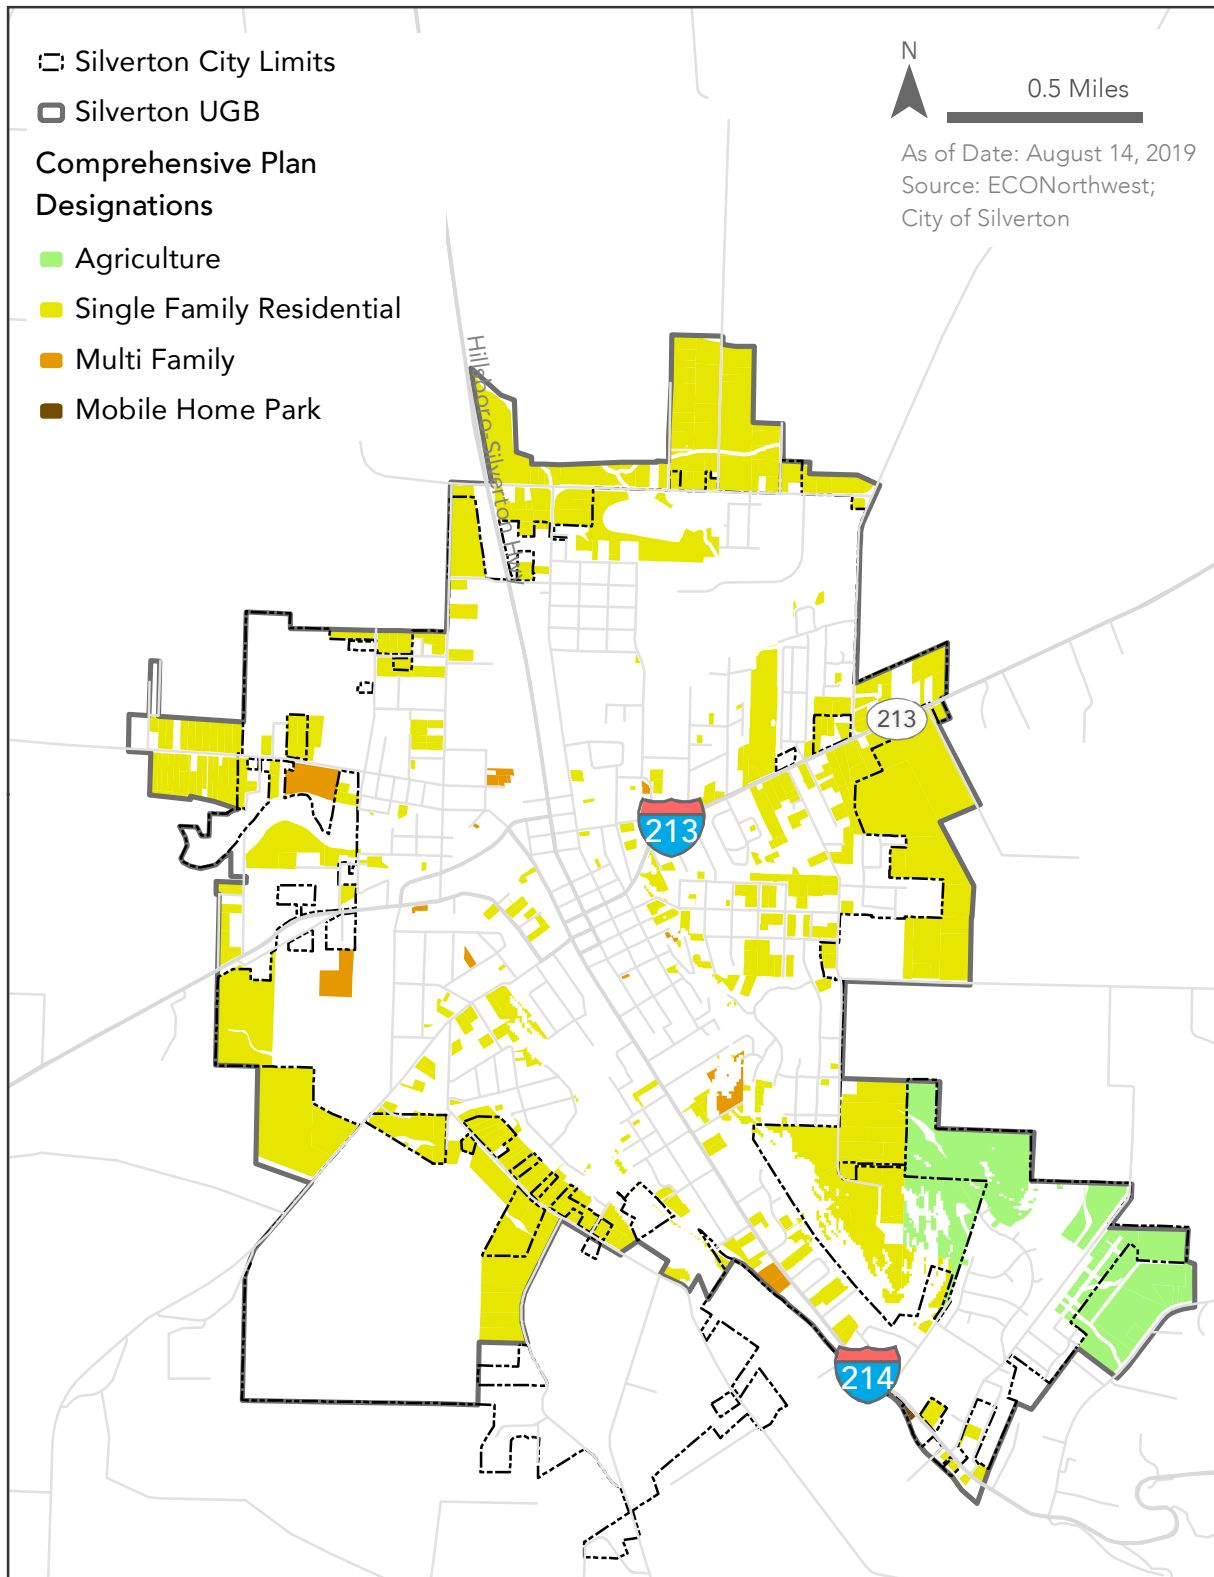 Silverton City Limits
Silverton UGB
Comprehensive Plan
Designations
Agriculture
Single Family Residential
Multi Family
Mobile Home Park
N
0.5 Miles
As of Date: August 14, 2019
Source: ECONorthwest;
City of Silverton
Hillsboro-Silverton Hwy
213
213
214